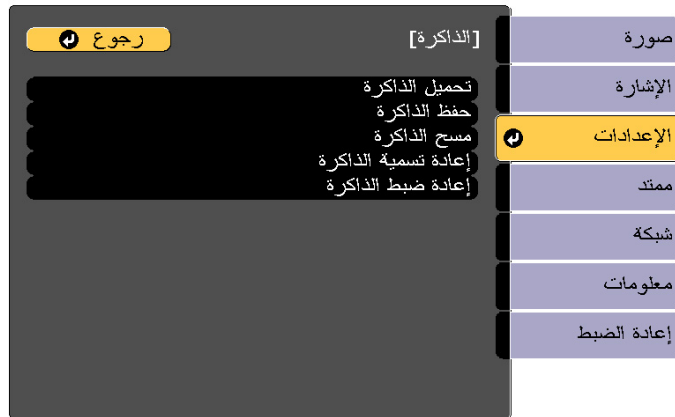 صورة
الإشارة
الإعدادات
ممتد
شبكة
معلومات
إعادة الضبط
[الذاكرة]
رجوع
تحميل الذاكرة
حفظ الذاكرة
مسح الذاكرة
إعادة تسمية الذاكرة
إعادة ضبط الذاكرة